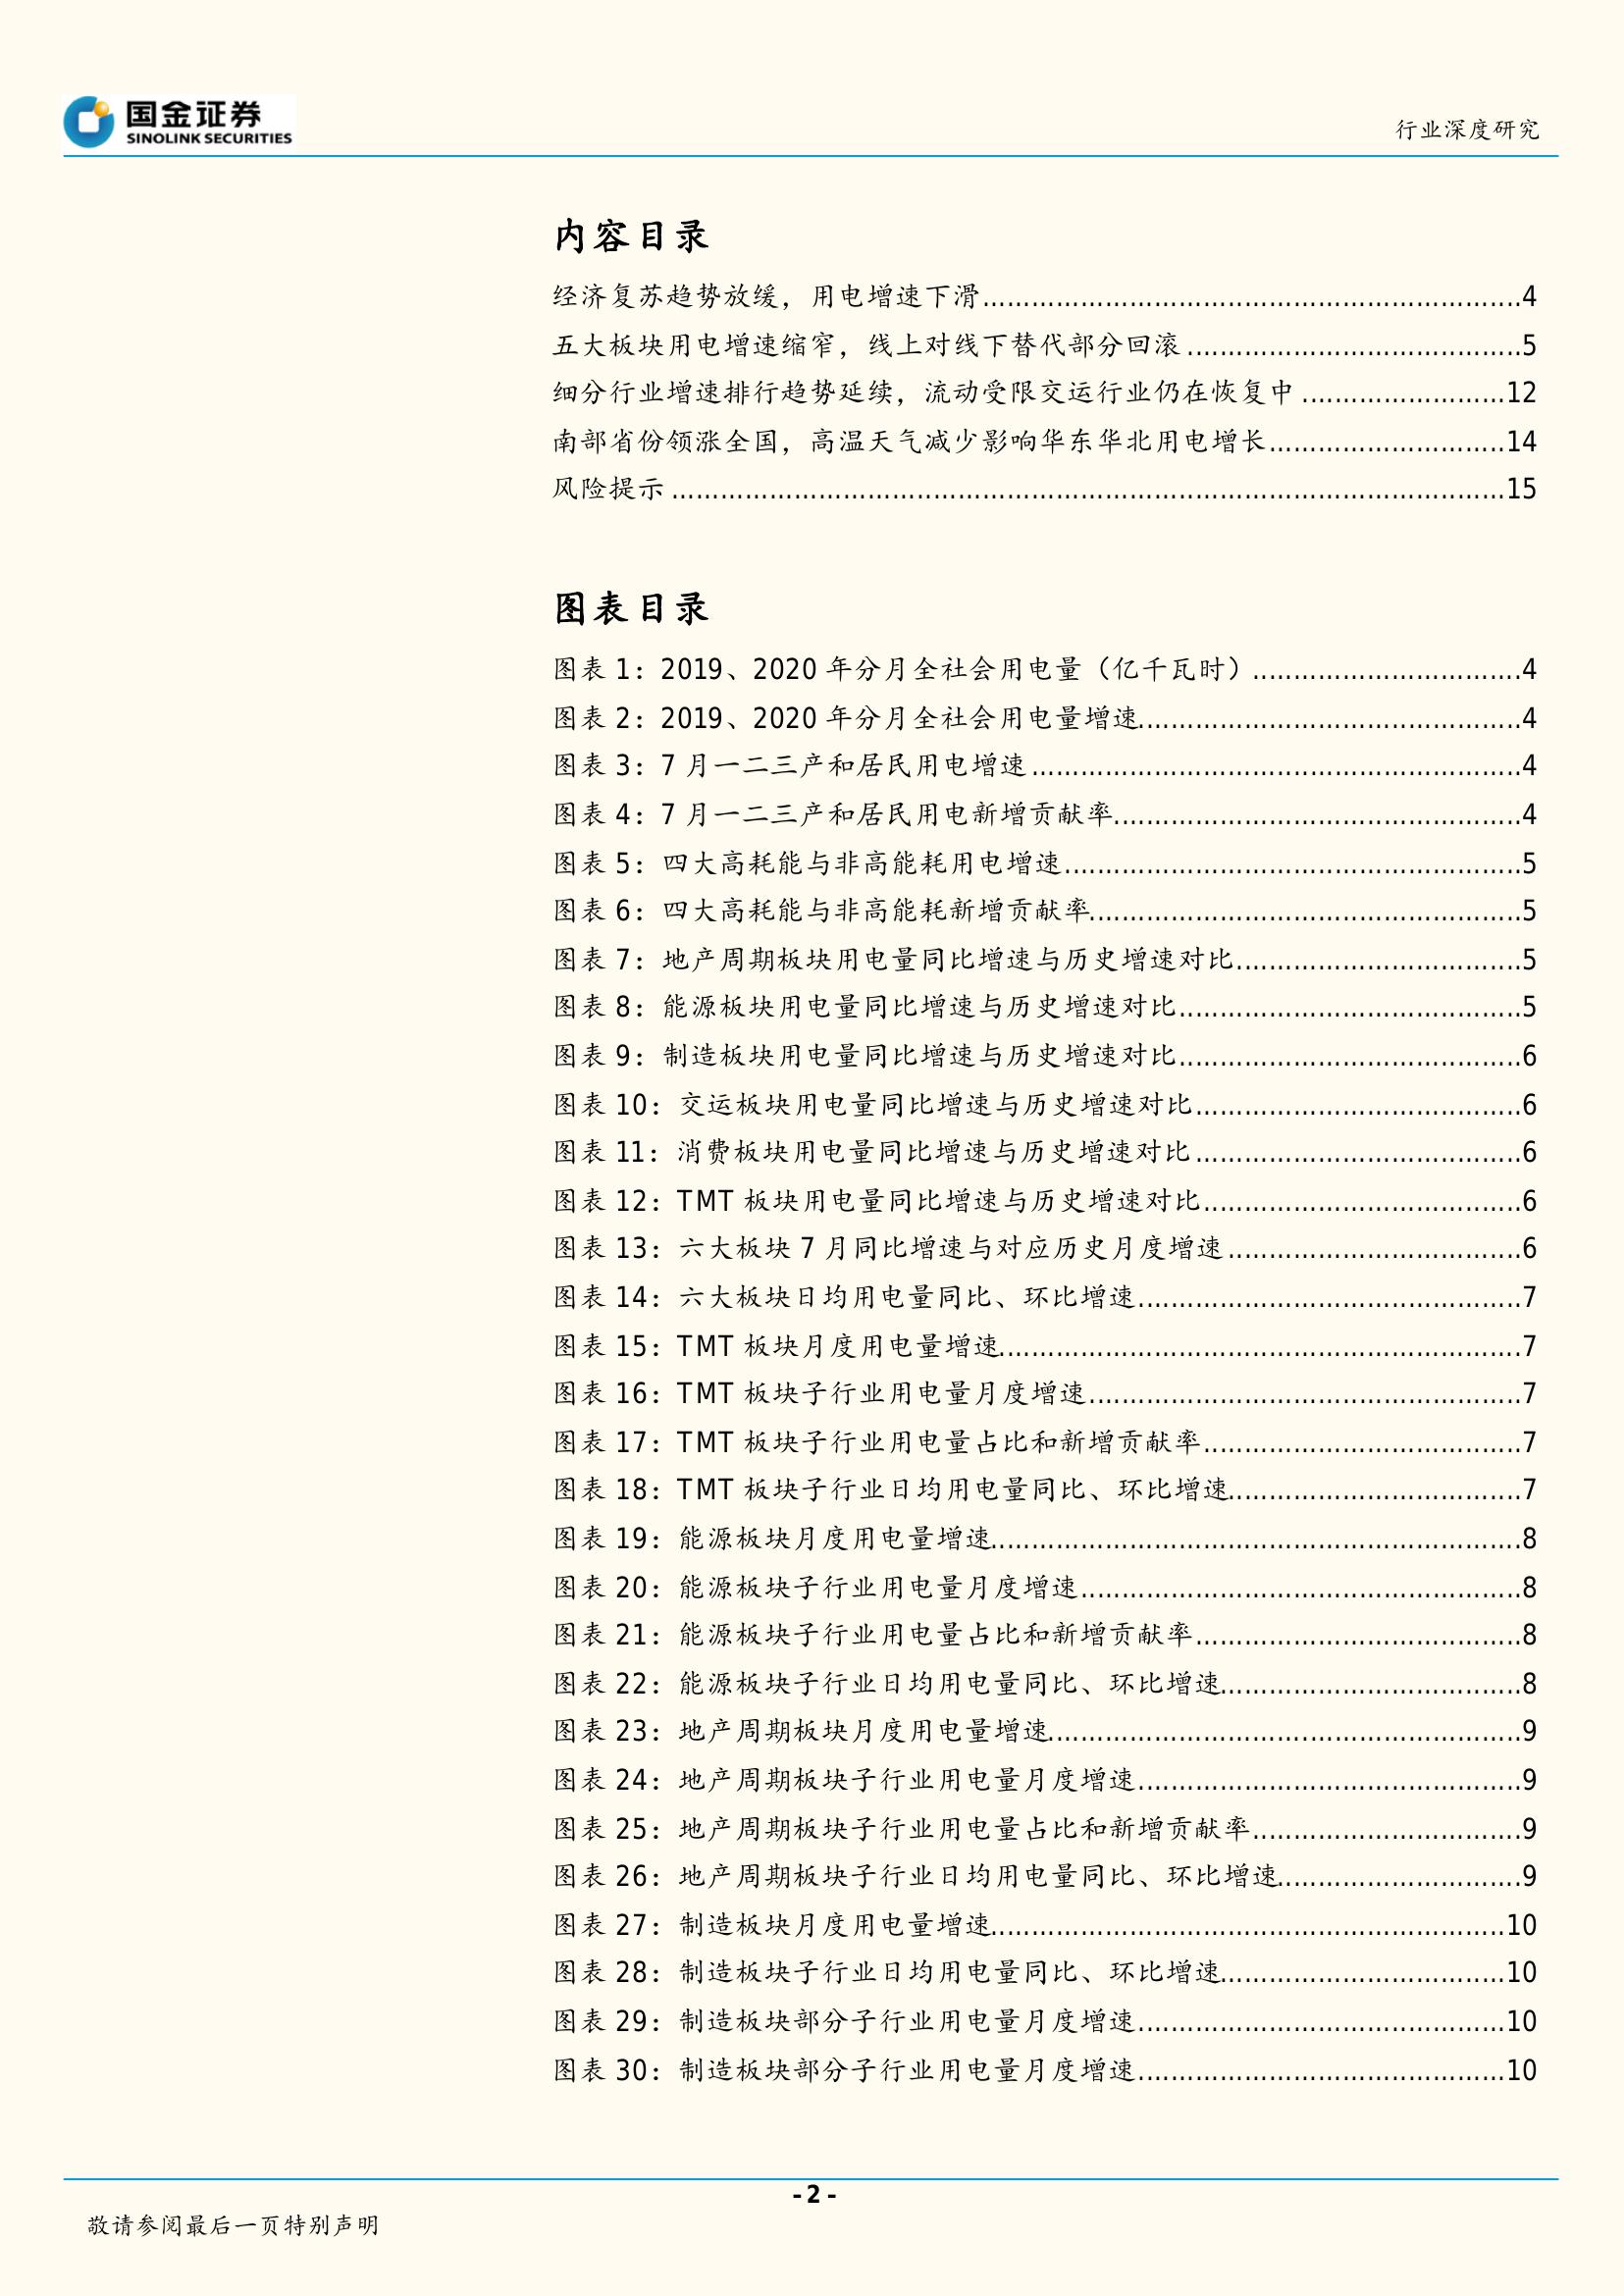 国金证券
SINOLINK SECURITIES
行业深度研究
内容目录
经济复苏趋势放缓，用电增速下滑................................................4
五大板块用电增速缩窄，线上对线下替代部分回滚................................................5
细分行业增速排行趋势延续，流动受限交运行业仍在恢复中................................................12
南部省份领涨全国，高温天气减少影响华东华北用电增长................................................14
风险提示................................................15
图表目录
图表 1：2019、2020 年分月全社会用电量（亿千瓦时）................................................4
图表 2：2019、2020 年分月全社会用电量增速................................................4
图表 3：7 月一二三产和居民用电增速................................................4
图表 4：7 月一二三产和居民用电新增贡献率................................................4
图表 5：四大高耗能与非高能耗用电增速................................................5
图表 6：四大高耗能与非高能耗新增贡献率................................................5
图表 7：地产周期板块用电量同比增速与历史增速对比................................................5
图表 8：能源板块用电量同比增速与历史增速对比................................................5
图表 9：制造板块用电量同比增速与历史增速对比................................................6
图表 10：交运板块用电量同比增速与历史增速对比................................................6
图表 11：消费板块用电量同比增速与历史增速对比................................................6
图表 12：TMT 板块用电量同比增速与历史增速对比................................................6
图表 13：六大板块 7 月同比增速与对应历史月度增速................................................6
图表 14：六大板块日均用电量同比、环比增速................................................7
图表 15：TMT 板块月度用电量增速................................................7
图表 16：TMT 板块子行业用电量月度增速................................................7
图表 17：TMT 板块子行业用电量占比和新增贡献率................................................7
图表 18：TMT 板块子行业日均用电量同比、环比增速................................................7
图表 19：能源板块月度用电量增速................................................8
图表 20：能源板块子行业用电量月度增速................................................8
图表 21：能源板块子行业用电量占比和新增贡献率................................................8
图表 22：能源板块子行业日均用电量同比、环比增速................................................8
图表 23：地产周期板块月度用电量增速................................................9
图表 24：地产周期板块子行业用电量月度增速................................................9
图表 25：地产周期板块子行业用电量占比和新增贡献率................................................9
图表 26：地产周期板块子行业日均用电量同比、环比增速................................................9
图表 27：制造板块月度用电量增速................................................10
图表 28：制造板块子行业日均用电量同比、环比增速................................................10
图表 29：制造板块部分子行业用电量月度增速................................................10
图表 30：制造板块部分子行业用电量月度增速................................................10
- 2 -
敬请参阅最后一页特别声明